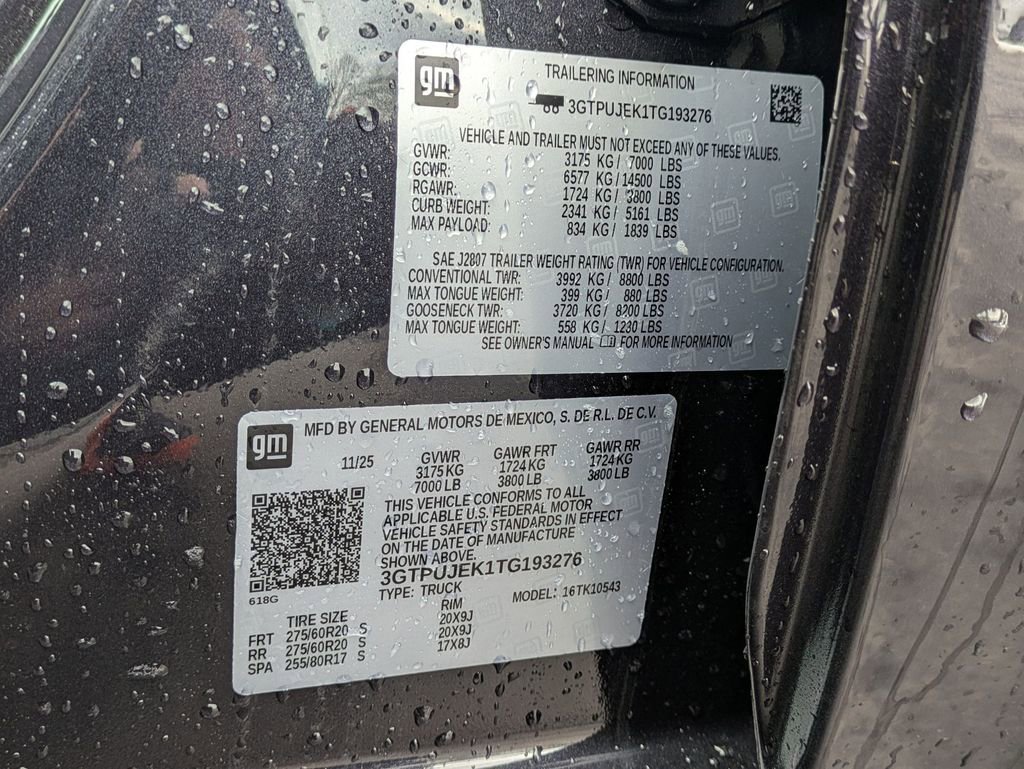 gm
TRAILERING INFORMATION
3GTPUJEK1TG193276
VEHICLE AND TRAILER MUST NOT EXCEED ANY OF THESE VALUES.
GVWR: 3175 KG / 7000 LBS
GCWR: 6577 KG / 14500 LBS
RGAWR: 1724 KG / 3800 LBS
CURB WEIGHT: 2341 KG / 5161 LBS
MAX PAYLOAD: 834 KG / 1839 LBS
SAE J2807 TRAILER WEIGHT RATING (TWR) FOR VEHICLE CONFIGURATION.
CONVENTIONAL TWR: 3992 KG / 8800 LBS
MAX TONGUE WEIGHT: 399 KG / 880 LBS
GOOSENECK TWR: 3720 KG / 8200 LBS
MAX TONGUE WEIGHT: 558 KG / 1230 LBS
SEE OWNER'S MANUAL FOR MORE INFORMATION
gm
MFD BY GENERAL MOTORS DE MEXICO, S. DE R.L. DE C.V.
11/25 GVWR GAWR FRT GAWR RR
3175 KG 1724 KG 1724 KG
7000 LB 3800 LB 3800 LB
THIS VEHICLE CONFORMS TO ALL
APPLICABLE U.S. FEDERAL MOTOR
VEHICLE SAFETY STANDARDS IN EFFECT
ON THE DATE OF MANUFACTURE
SHOWN ABOVE.
3GTPUJEK1TG193276
TYPE: TRUCK MODEL: 16TK10543
618G
TIRE SIZE RIM
FRT 275/60R20 S 20X9J
RR 275/60R20 S 20X9J
SPA 255/80R17 S 17X8J